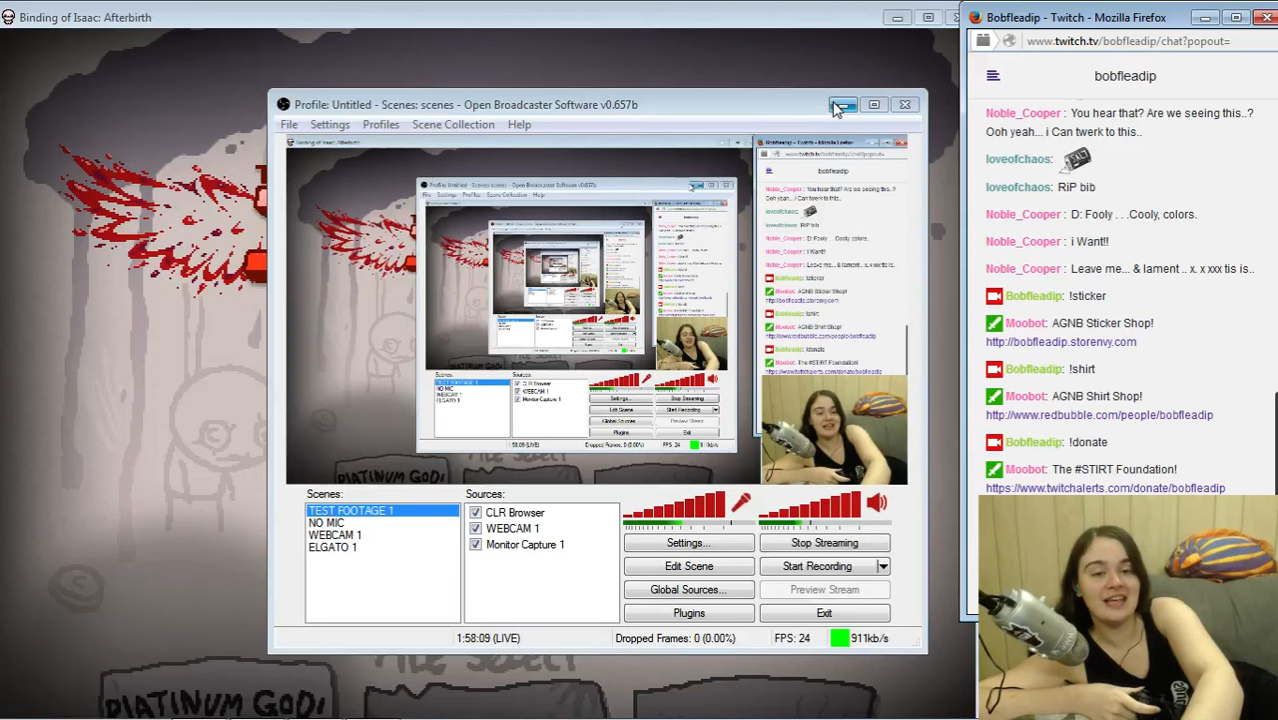 Binding of Isaac: Afterbirth
Bobfleadip - Twitch - Mozilla Firefox
www.twitch.tv/bobfleadip/chat?popout=
bobfleadip
Noble_Cooper : You hear that? Are we seeing this..?
Ooh yeah... i Can twerk to this..
loveofchaos: SALT
loveofchaos: RiP bib
Noble_Cooper : D: Fooly . . .Cooly, colors.
Noble_Cooper : i Want!!
Noble_Cooper : Leave me... & lament .. x. x xxx tis is.
Bobfleadip: !sticker
Moobot: AGNB Sticker Shop!
http://bobfleadip.storenvy.com
Bobfleadip: !shirt
Moobot: AGNB Shirt Shop!
http://www.redbubble.com/people/bobfleadip
Bobfleadip: !donate
Moobot: The #STIRT Foundation!
https://www.twitchalerts.com/donate/bobfleadip
Profile: Untitled - Scenes: scenes - Open Broadcaster Software v0.657b
File Settings Profiles Scene Collection Help
Scenes:
TEST FOOTAGE 1
NO MIC
WEBCAM 1
ELGATO 1
Sources:
CLR Browser
WEBCAM 1
Monitor Capture 1
Settings... Stop Streaming
Edit Scene Start Recording
Global Sources... Preview Stream
Plugins Exit
1:58:09 (LIVE) Dropped Frames: 0 (0.00%) FPS: 24 911kb/s
FILE SELECT
PLATINUM GOD!